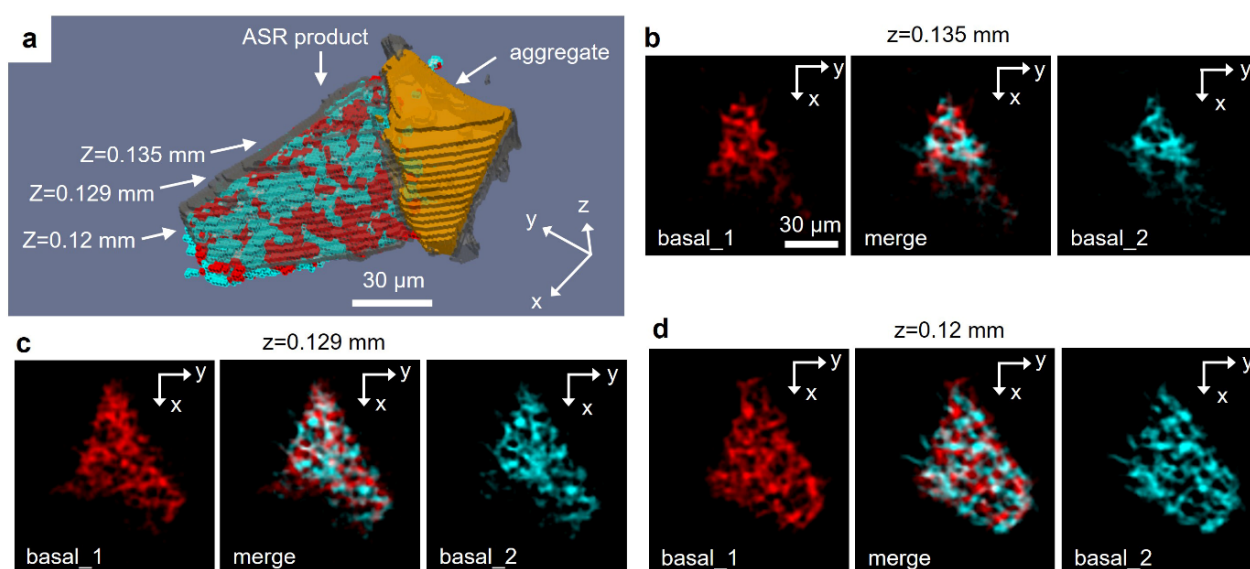 a
ASR product
aggregate
Z=0.135 mm
Z=0.129 mm
Z=0.12 mm
30 µm
y
z
x
b
z=0.135 mm
y
x
basal_1
30 µm
y
x
merge
y
x
basal_2
c
z=0.129 mm
y
x
basal_1
y
x
merge
y
x
basal_2
d
z=0.12 mm
y
x
basal_1
y
x
merge
y
x
basal_2